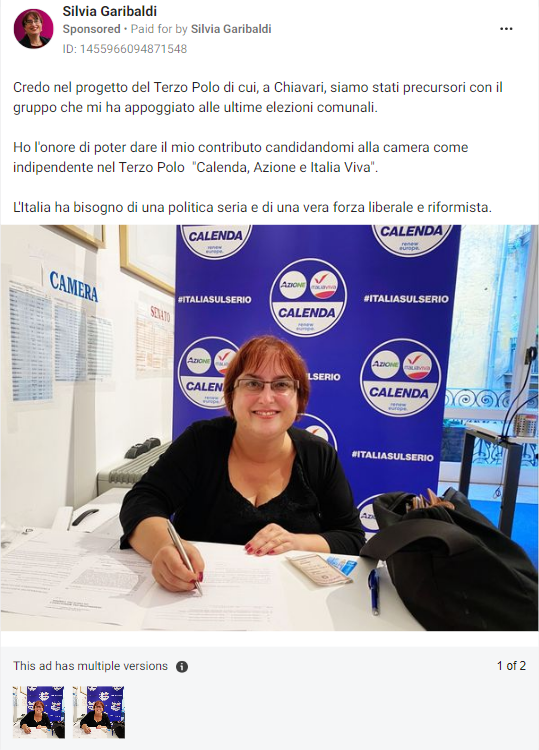 Silvia Garibaldi
Sponsored • Paid for by Silvia Garibaldi
ID: 1455966094871548
Credo nel progetto del Terzo Polo di cui, a Chiavari, siamo stati precursori con il
gruppo che mi ha appoggiato alle ultime elezioni comunali.
Ho l'onore di poter dare il mio contributo candidandomi alla camera come
indipendente nel Terzo Polo "Calenda, Azione e Italia Viva".
L'Italia ha bisogno di una politica seria e di una vera forza liberale e riformista.
CALENDA
renew
europe.
CALENDA
renew
europe.
CAMERA
SENATO
#ITALIASULSERIO
AZIONE
ITALIAVIVA
CALENDA
renew
europe.
#ITALIASULSERIO
AZIONE
ITALIAVIVA
CALENDA
renew
europe.
SERIO
AZIONE
ITALIAVIVA
CALENDA
renew
europe.
#ITALIASULSERIO
This ad has multiple versions
1 of 2